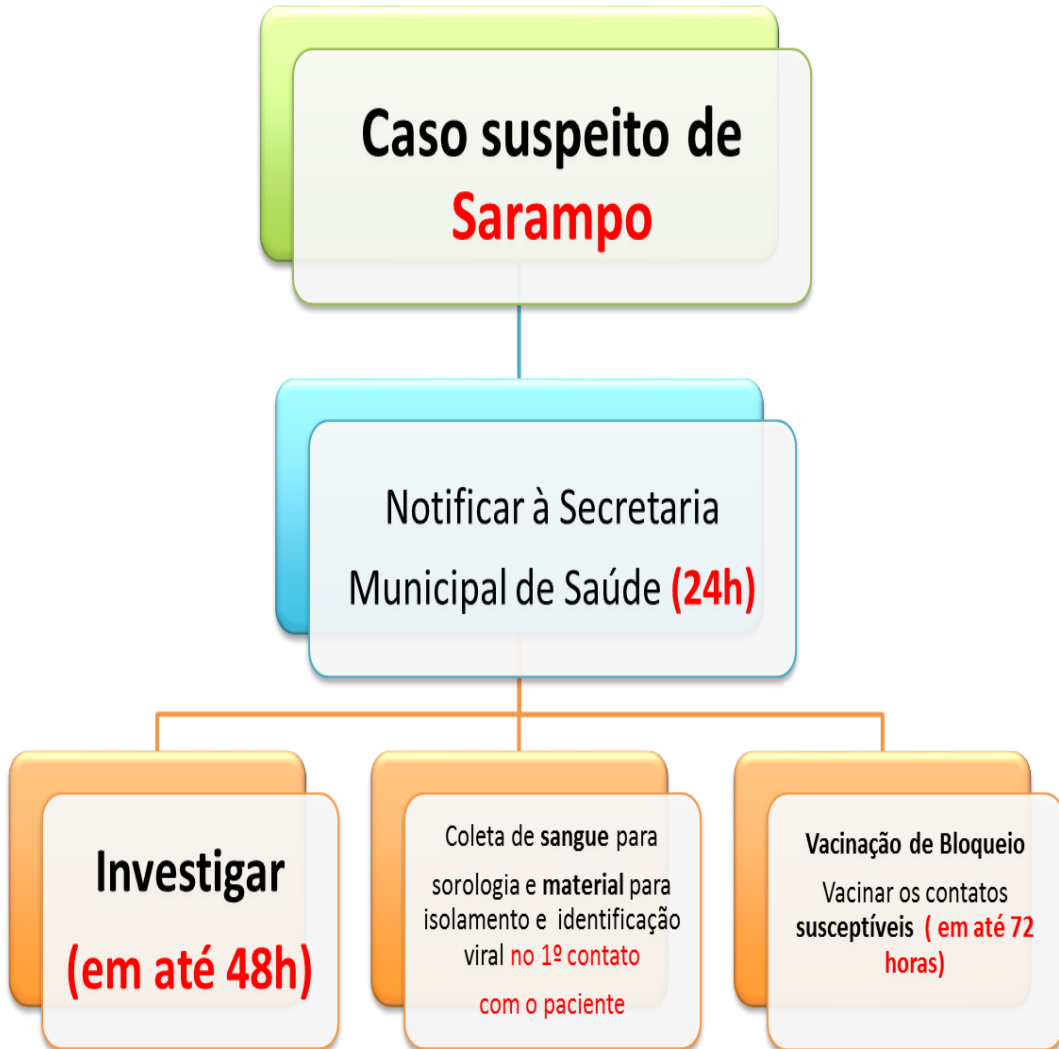 Caso suspeito de
Sarampo
Notificar à Secretaria
Municipal de Saúde (24h)
Investigar
(em até 48h)
Coleta de sangue para
sorologia e material para
isolamento e identificação
viral no 1º contato
com o paciente
Vacinação de Bloqueio
Vacinar os contatos
susceptíveis ( em até 72
horas)